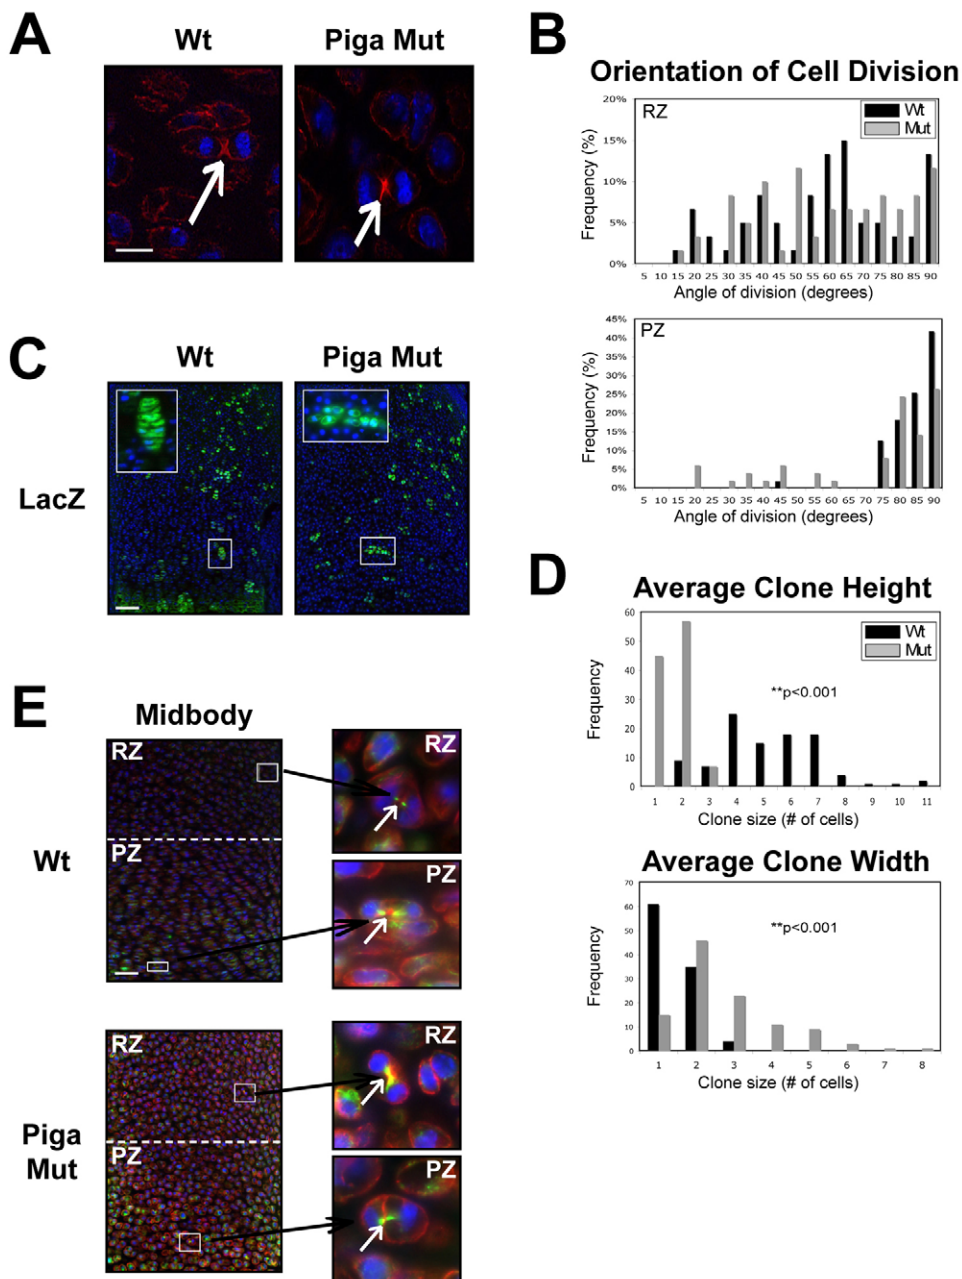 A
Wt
Piga Mut
B
Orientation of Cell Division
RZ
Wt
Mut
20%
15%
10%
5%
0%
Frequency (%)
5 10 15 20 25 30 35 40 45 50 55 60 65 70 75 80 85 90
Angle of division (degrees)
PZ
45%
40%
35%
30%
25%
20%
15%
10%
5%
0%
Frequency (%)
5 10 15 20 25 30 35 40 45 50 55 60 65 70 75 80 85 90
Angle of division (degrees)
C
Wt
Piga Mut
LacZ
D
Average Clone Height
Wt
Mut
**p<0.001
60
50
40
30
20
10
0
Frequency
1 2 3 4 5 6 7 8 9 10 11
Clone size (# of cells)
Average Clone Width
**p<0.001
70
60
50
40
30
20
10
0
Frequency
1 2 3 4 5 6 7 8
Clone size (# of cells)
E
Midbody
Wt
RZ
PZ
RZ
PZ
Piga
Mut
RZ
PZ
RZ
PZ